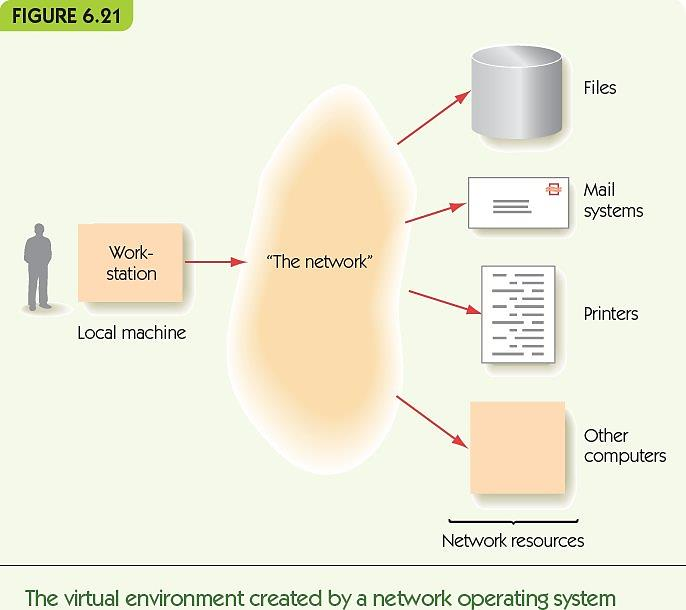 FIGURE 6.21
Files
Mail
systems
Work-
station
"The network"
Printers
Local machine
Other
computers
Network resources
The virtual environment created by a network operating system